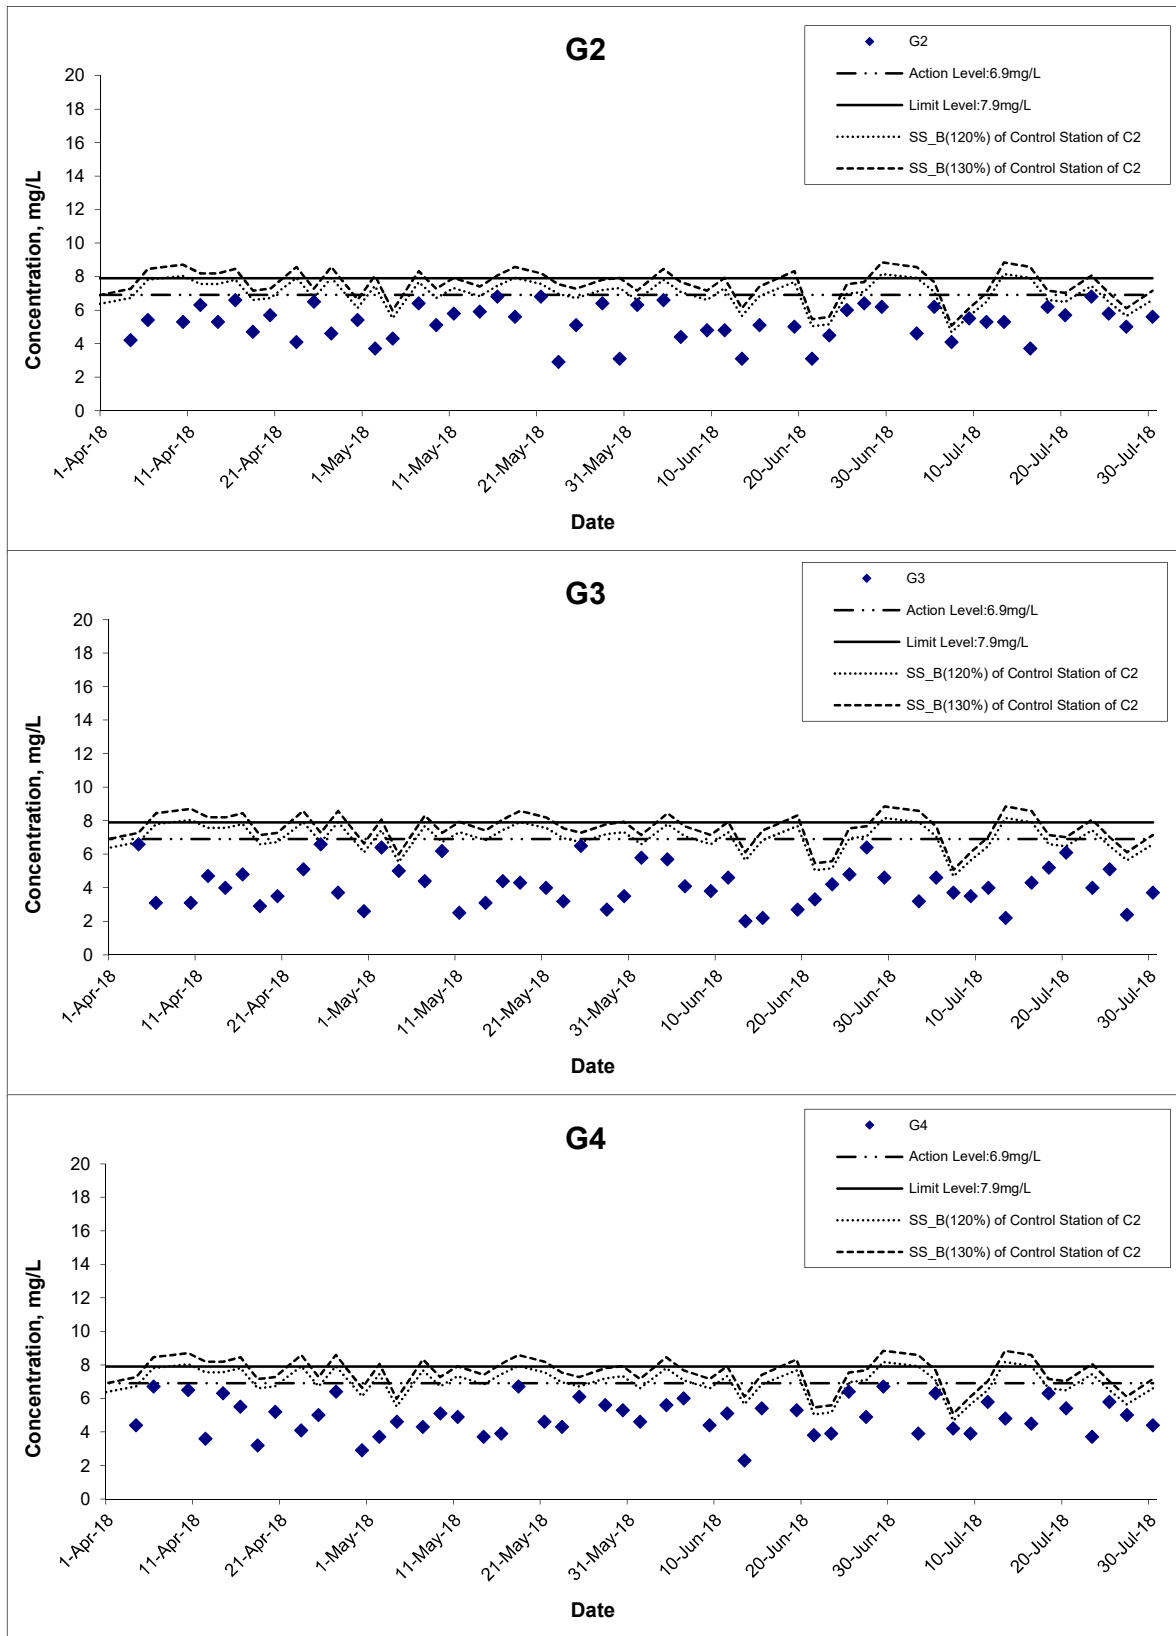 G2
G2
Action Level:6.9mg/L
Limit Level:7.9mg/L
SS_B(120%) of Control Station of C2
SS_B(130%) of Control Station of C2
Concentration, mg/L
20
18
16
14
12
10
8
6
4
2
0
1-Apr-18
11-Apr-18
21-Apr-18
1-May-18
11-May-18
21-May-18
31-May-18
10-Jun-18
20-Jun-18
30-Jun-18
10-Jul-18
20-Jul-18
30-Jul-18
Date
G3
G3
Action Level:6.9mg/L
Limit Level:7.9mg/L
SS_B(120%) of Control Station of C2
SS_B(130%) of Control Station of C2
Concentration, mg/L
20
18
16
14
12
10
8
6
4
2
0
1-Apr-18
11-Apr-18
21-Apr-18
1-May-18
11-May-18
21-May-18
31-May-18
10-Jun-18
20-Jun-18
30-Jun-18
10-Jul-18
20-Jul-18
30-Jul-18
Date
G4
G4
Action Level:6.9mg/L
Limit Level:7.9mg/L
SS_B(120%) of Control Station of C2
SS_B(130%) of Control Station of C2
Concentration, mg/L
20
18
16
14
12
10
8
6
4
2
0
1-Apr-18
11-Apr-18
21-Apr-18
1-May-18
11-May-18
21-May-18
31-May-18
10-Jun-18
20-Jun-18
30-Jun-18
10-Jul-18
20-Jul-18
30-Jul-18
Date